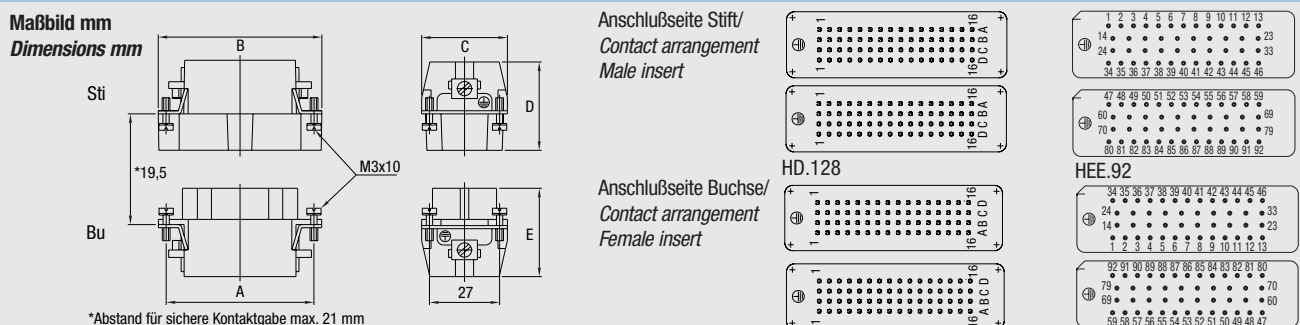 Maßbild mm
Dimensions mm
B
C
Sti
D
*19,5
M3x10
Bu
E
A
27
*Abstand für sichere Kontaktgabe max. 21 mm
Anschlußseite Stift/
Contact arrangement
Male insert
1 16
D C B A
1 16
1 16
D C B A
1 16
HD.128
Anschlußseite Buchse/
Contact arrangement
Female insert
1 16
A B C D
1 16
1 16
A B C D
1 16
1 2 3 4 5 6 7 8 9 10 11 12 13
14 23
24 33
34 35 36 37 38 39 40 41 42 43 44 45 46
47 48 49 50 51 52 53 54 55 56 57 58 59
60 69
70 79
80 81 82 83 84 85 86 87 88 89 90 91 92
HEE.92
34 35 36 37 38 39 40 41 42 43 44 45 46
24 33
14 23
1 2 3 4 5 6 7 8 9 10 11 12 13
92 91 90 89 88 87 86 85 84 83 82 81 80
79 70
69 60
59 58 57 56 55 54 53 52 51 50 49 48 47